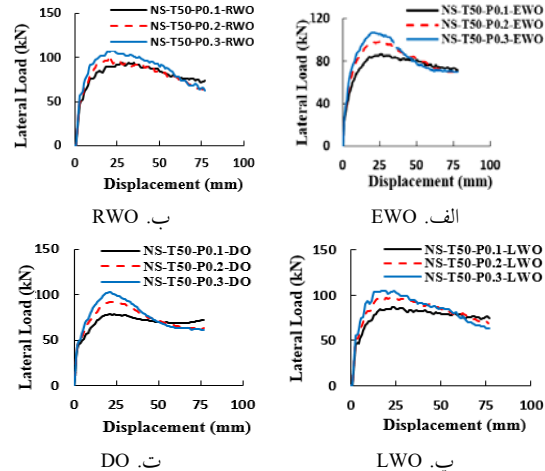 NS-T50-P0.1-EWO
NS-T50-P0.2-EWO
NS-T50-P0.3-EWO
Lateral Load (kN)
120
80
40
0
0 25 50 75 100
Displacement (mm)
الف. EWO
NS-T50-P0.1-RWO
NS-T50-P0.2-RWO
NS-T50-P0.3-RWO
Lateral Load (kN)
150
100
50
0
0 25 50 75 100
Displacement (mm)
ب. RWO
NS-T50-P0.1-LWO
NS-T50-P0.2-LWO
NS-T50-P0.3-LWO
Lateral Load (kN)
150
100
50
0
0 25 50 75 100
Displacement (mm)
پ. LWO
NS-T50-P0.1-DO
NS-T50-P0.2-DO
NS-T50-P0.3-DO
Lateral Load (kN)
150
100
50
0
0 25 50 75 100
Displacement (mm)
ت. DO